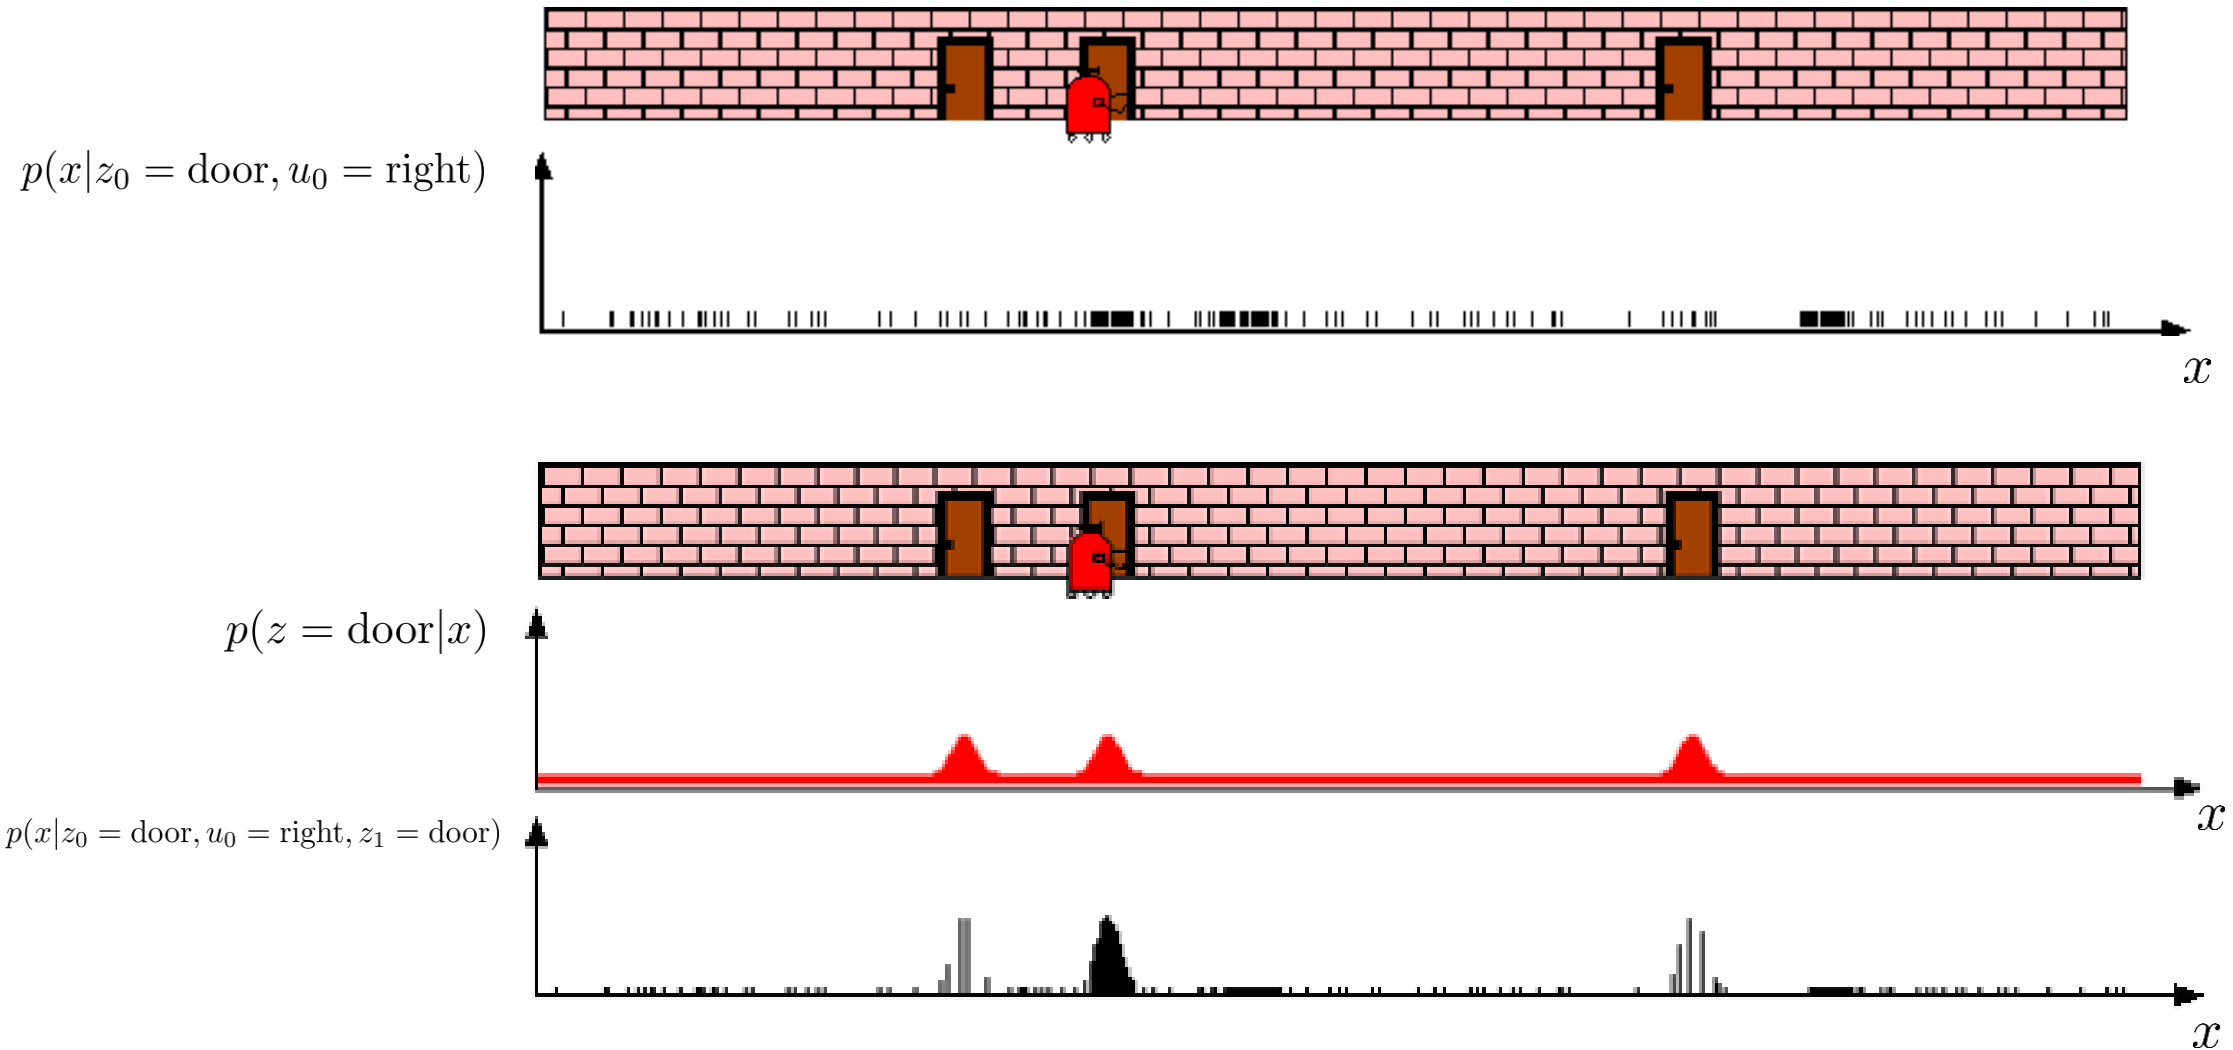 p(x|z₀ = door, u₀ = right)
x
p(z = door|x)
x
p(x|z₀ = door, u₀ = right, z₁ = door)
x